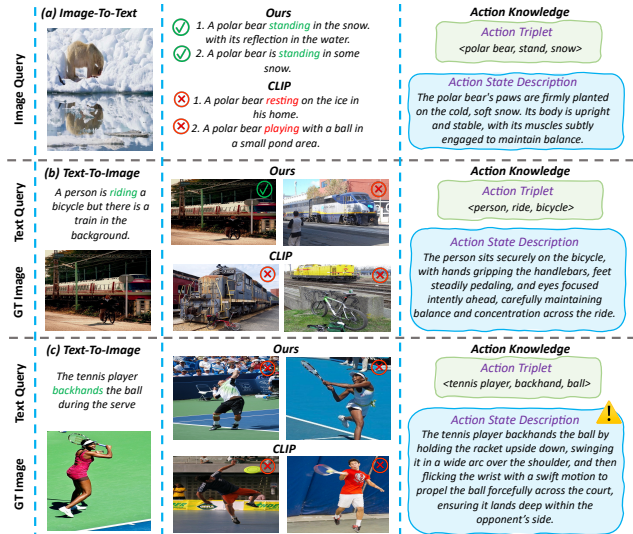 (a) Image-To-Text
Image Query
Ours
1. A polar bear standing in the snow.
with its reflection in the water.
2. A polar bear is standing in some
snow.
CLIP
1. A polar bear resting on the ice in
his home.
2. A polar bear playing with a ball in
a small pond area.
Action Knowledge
Action Triplet
<polar bear, stand, snow>
Action State Description
The polar bear's paws are firmly planted
on the cold, soft snow. Its body is upright
and stable, with its muscles subtly
engaged to maintain balance.
(b) Text-To-Image
Text Query
A person is riding a
bicycle but there is a
train in the
background.
GT Image
Ours
CLIP
Action Knowledge
Action Triplet
<person, ride, bicycle>
Action State Description
The person sits securely on the bicycle,
with hands gripping the handlebars, feet
steadily pedaling, and eyes focused
intently ahead, carefully maintaining
balance and concentration across the ride.
(c) Text-To-Image
Text Query
The tennis player
backhands the ball
during the serve
GT Image
Ours
CLIP
Action Knowledge
Action Triplet
<tennis player, backhand, ball>
Action State Description
The tennis player backhands the ball by
holding the racket upside down, swinging
it in a wide arc over the shoulder, and then
flicking the wrist with a swift motion to
propel the ball forcefully across the court,
ensuring it lands deep within the
opponent's side.